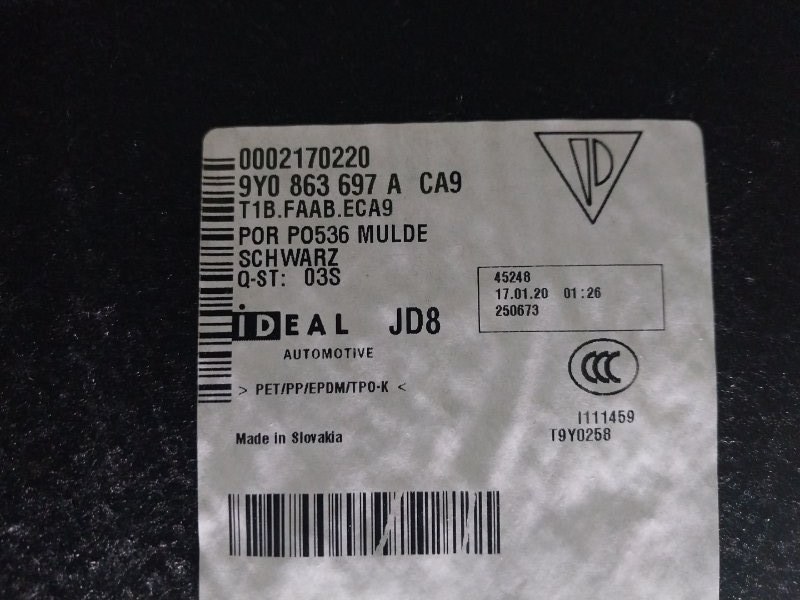 0002170220
9Y0 863 697 A CA9
T1B.FAAB.ECA9
POR PO536 MULDE
SCHWARZ
Q-ST: 03S
45248
17.01.20 01:26
250673
iDEAL JD8
AUTOMOTIVE
> PET/PP/EPDM/TPO-K <
CCC
I111459
T9Y0258
Made in Slovakia